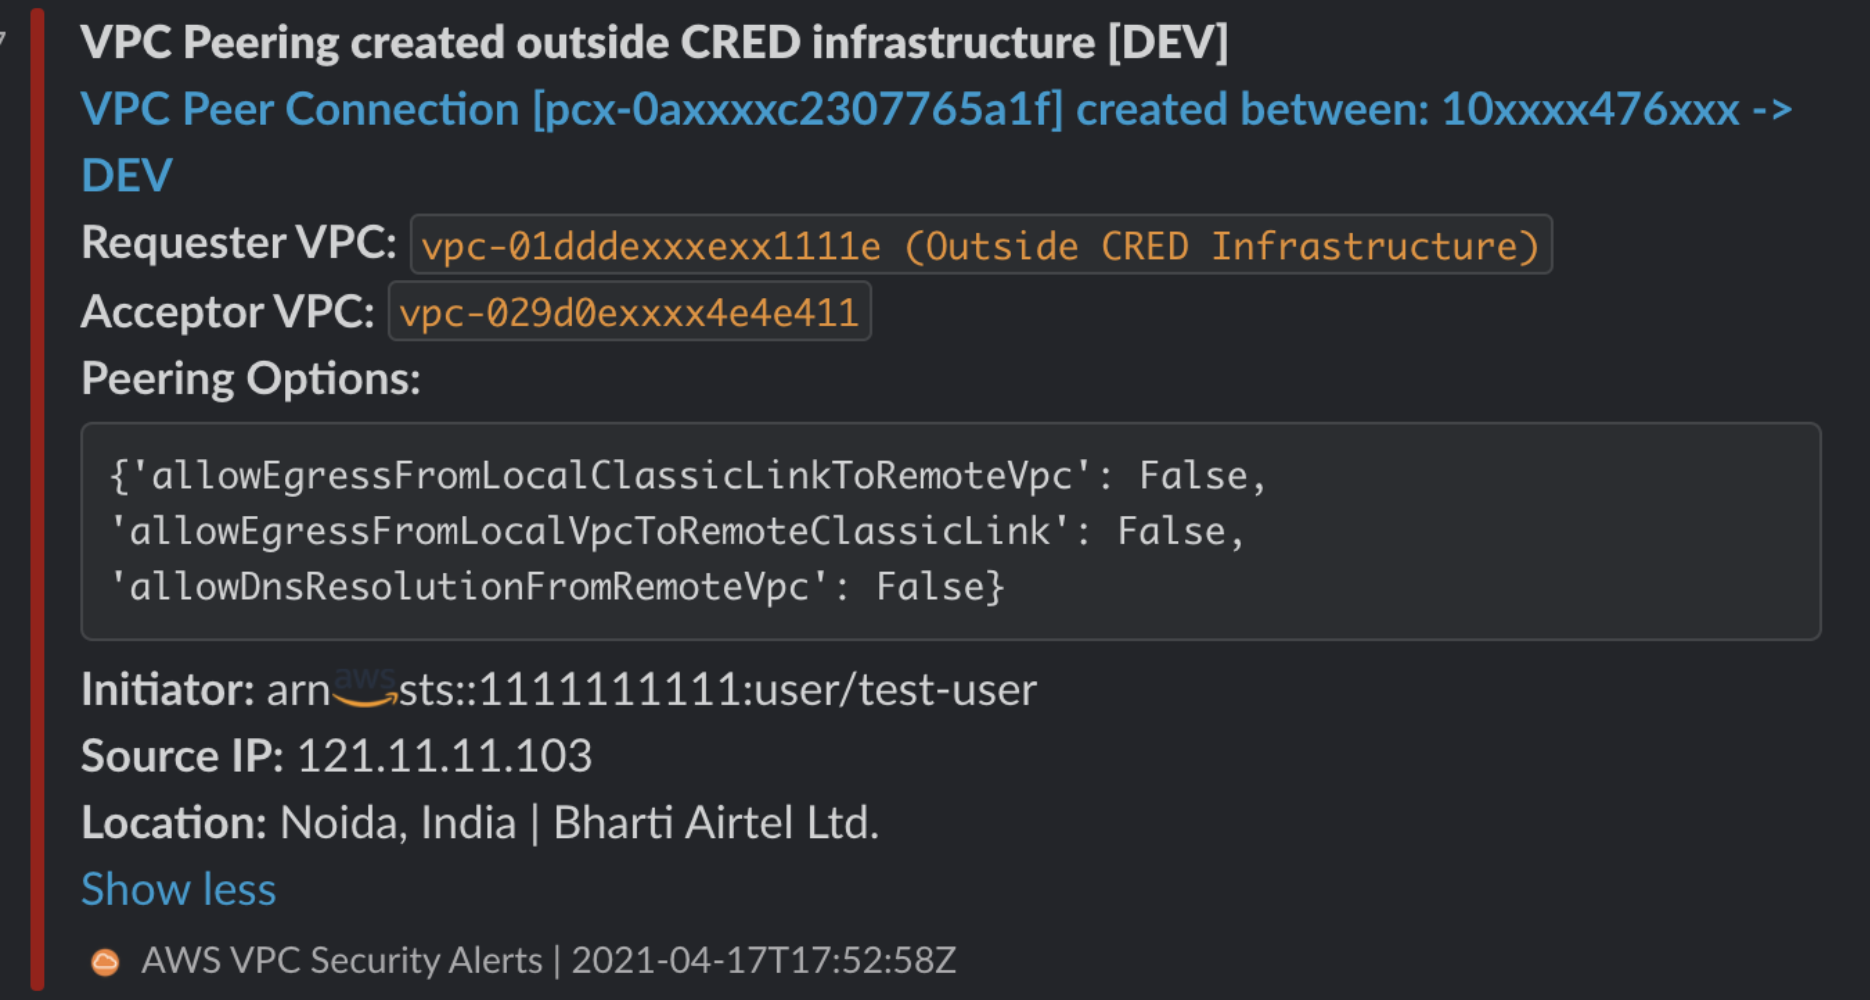 VPC Peering created outside CRED infrastructure [DEV]
VPC Peer Connection [pcx-0axxxxc2307765a1f] created between: 10xxxx476xxx ->
DEV
Requester VPC: vpc-01dddexxxexx1111e (Outside CRED Infrastructure)
Acceptor VPC: vpc-029d0exxxx4e4e411
Peering Options:
{'allowEgressFromLocalClassicLinkToRemoteVpc': False,
'allowEgressFromLocalVpcToRemoteClassicLink': False,
'allowDnsResolutionFromRemoteVpc': False}
Initiator: arn aws sts::1111111111:user/test-user
Source IP: 121.11.11.103
Location: Noida, India | Bharti Airtel Ltd.
Show less
AWS VPC Security Alerts | 2021-04-17T17:52:58Z